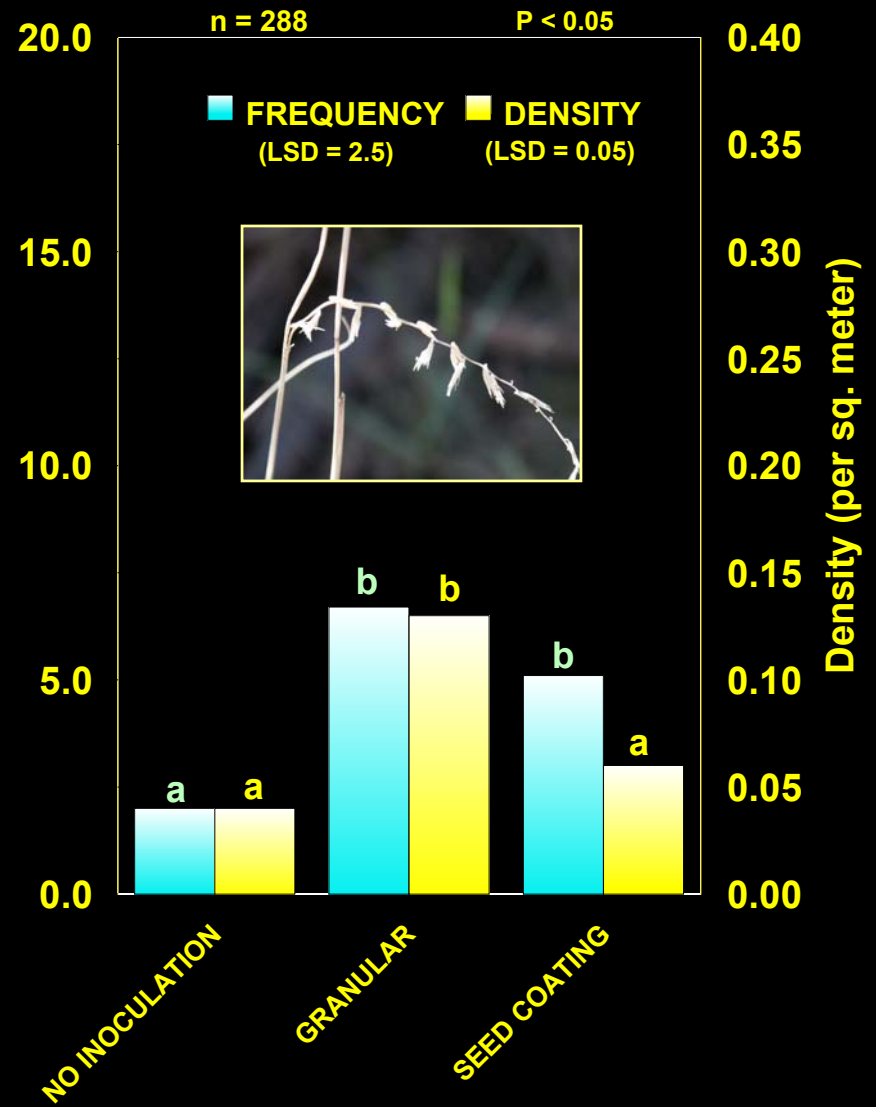 n = 288
P < 0.05
20.0
0.40
FREQUENCY
DENSITY
(LSD = 2.5)
(LSD = 0.05)
0.35
15.0
0.30
0.25
10.0
0.20
Density (per sq. meter)
0.15
b
b
5.0
0.10
b
a
a
a
0.05
0.0
0.00
NO INOCULATION
GRANULAR
SEED COATING